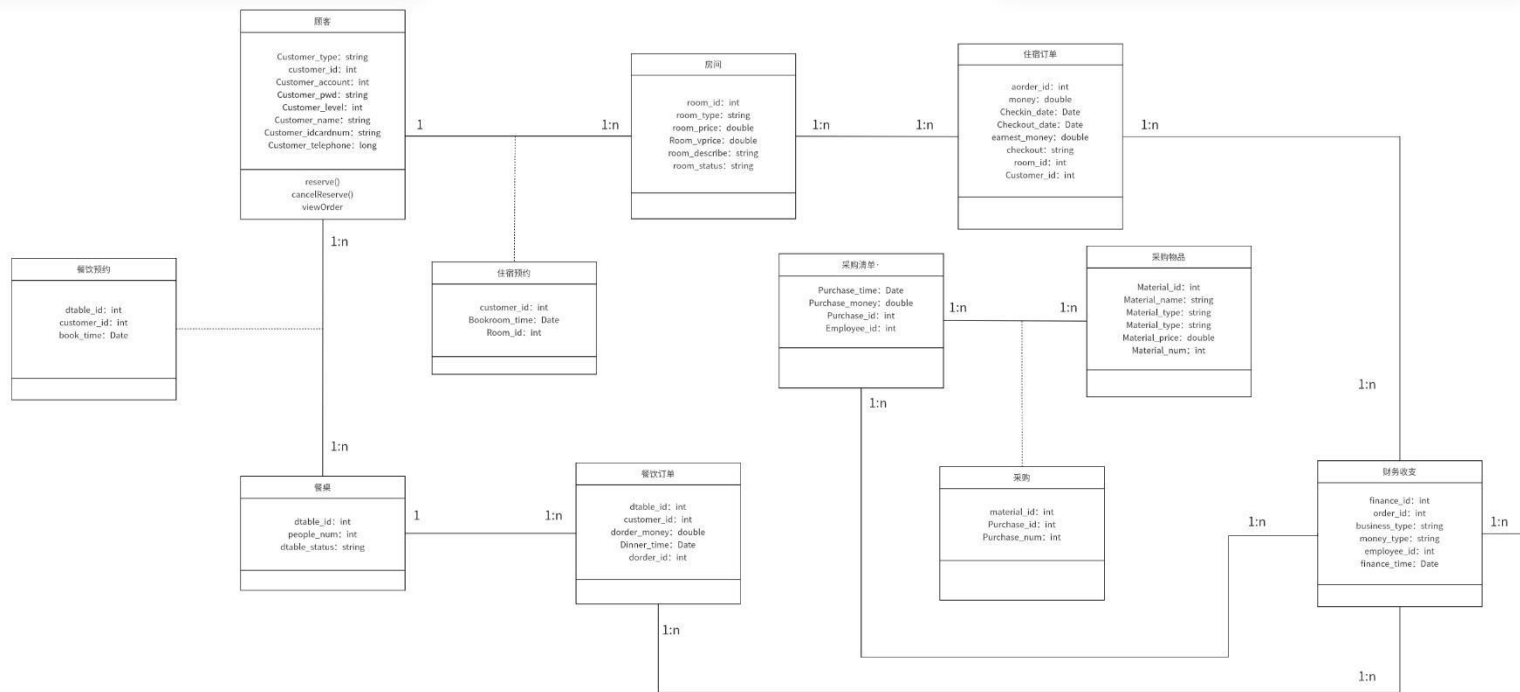 顾客
Customer_type：string
customer_id：int
Customer_account：int
Customer_pwd：string
Customer_level：int
Customer_name：string
Customer_idcardnum：string
Customer_telephone：long
reserve()
cancelReserve()
viewOrder
1
1:n
房间
room_id：int
room_type：string
room_price：double
Room_vprice：double
room_describe：string
room_status：string
1:n
1:n
住宿订单
aorder_id：int
money：double
Checkin_date：Date
Checkout_date：Date
earnest_money：double
checkout：string
room_id：int
Customer_id：int
1:n
1:n
餐饮预约
dtable_id：int
customer_id：int
book_time：Date
住宿预约
customer_id：int
Bookroom_time：Date
Room_id：int
采购清单·
Purchase_time：Date
Purchase_money：double
Purchase_id：int
Employee_id：int
1:n
1:n
采购物品
Material_id：int
Material_name：string
Material_type：string
Material_type：string
Material_price：double
Material_num：int
1:n
1:n
1:n
餐桌
dtable_id：int
people_num：int
dtable_status：string
1
1:n
餐饮订单
dtable_id：int
customer_id：int
dorder_money：double
Dinner_time：Date
dorder_id：int
1:n
采购
material_id：int
Purchase_id：int
Purchase_num：int
1:n
财务收支
finance_id：int
order_id：int
business_type：string
money_type：string
employee_id：int
finance_time：Date
1:n
1:n